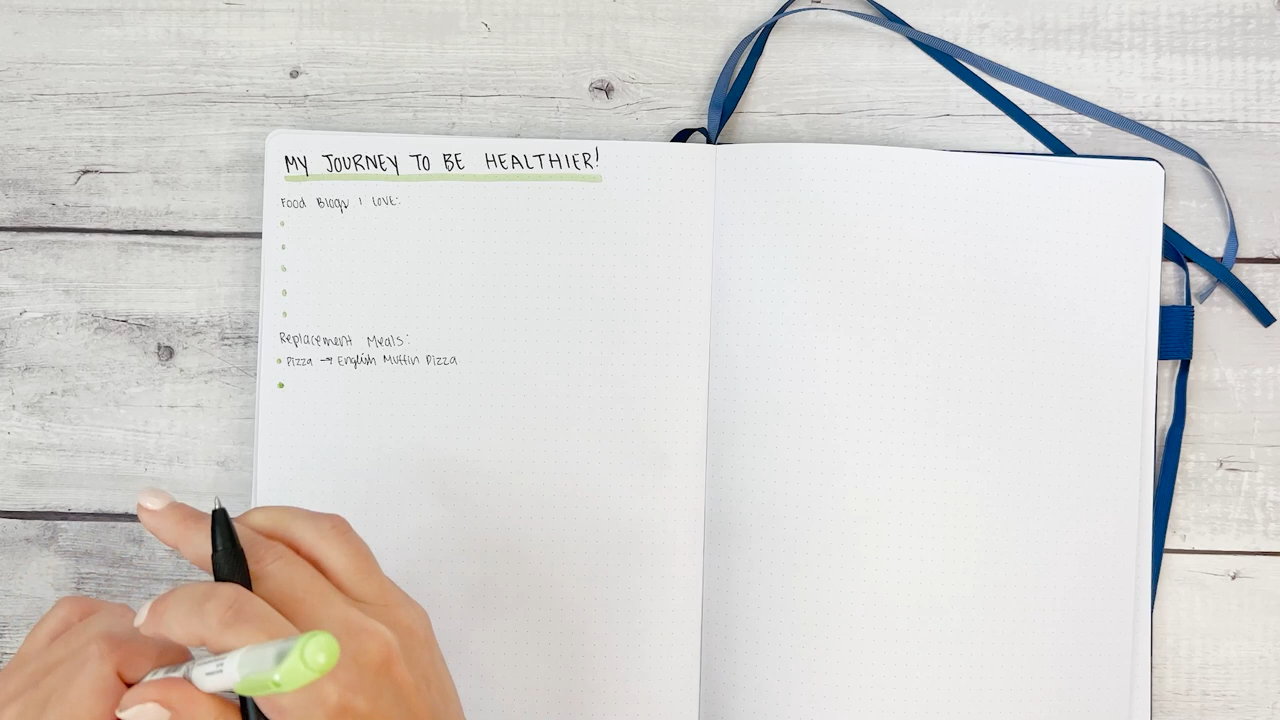 MY JOURNEY TO BE HEALTHIER!
Food Blogs I love:
Replacement Meals:
Pizza → English Muffin Pizza